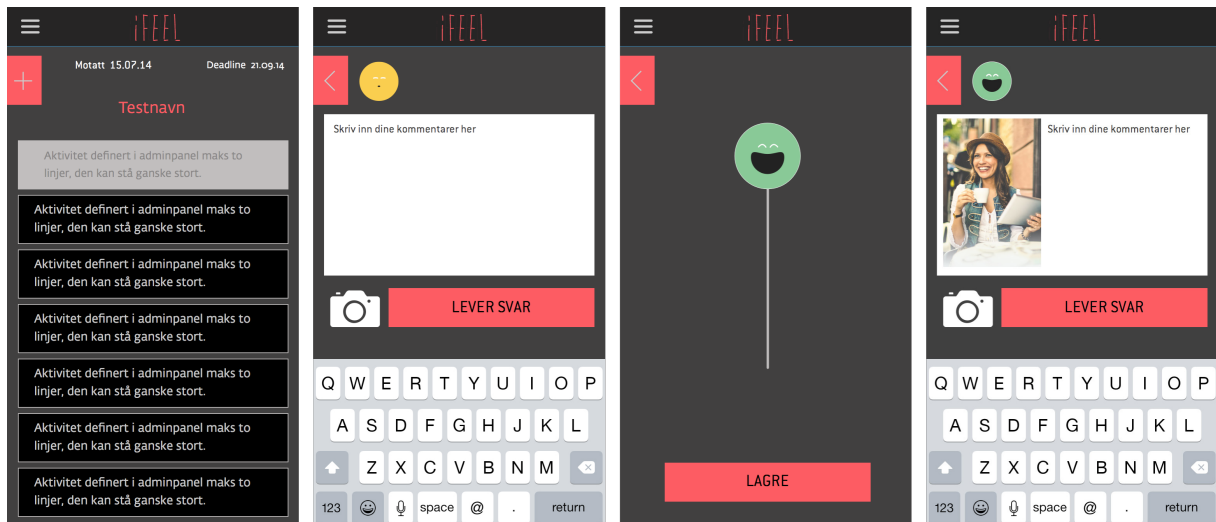 iFEEL
Motatt 15.07.14 Deadline 21.09.14
Testnavn
Aktivitet definert i adminpanel maks to
linjer, den kan stå ganske stort.
Aktivitet definert i adminpanel maks to
linjer, den kan stå ganske stort.
Aktivitet definert i adminpanel maks to
linjer, den kan stå ganske stort.
Aktivitet definert i adminpanel maks to
linjer, den kan stå ganske stort.
Aktivitet definert i adminpanel maks to
linjer, den kan stå ganske stort.
Aktivitet definert i adminpanel maks to
linjer, den kan stå ganske stort.
Aktivitet definert i adminpanel maks to
linjer, den kan stå ganske stort.
iFEEL
Skriv inn dine kommentarer her
LEVER SVAR
Q W E R T Y U I O P
A S D F G H J K L
Z X C V B N M
123 space @ . return
iFEEL
LAGRE
iFEEL
Skriv inn dine kommentarer her
LEVER SVAR
Q W E R T Y U I O P
A S D F G H J K L
Z X C V B N M
123 space @ . return